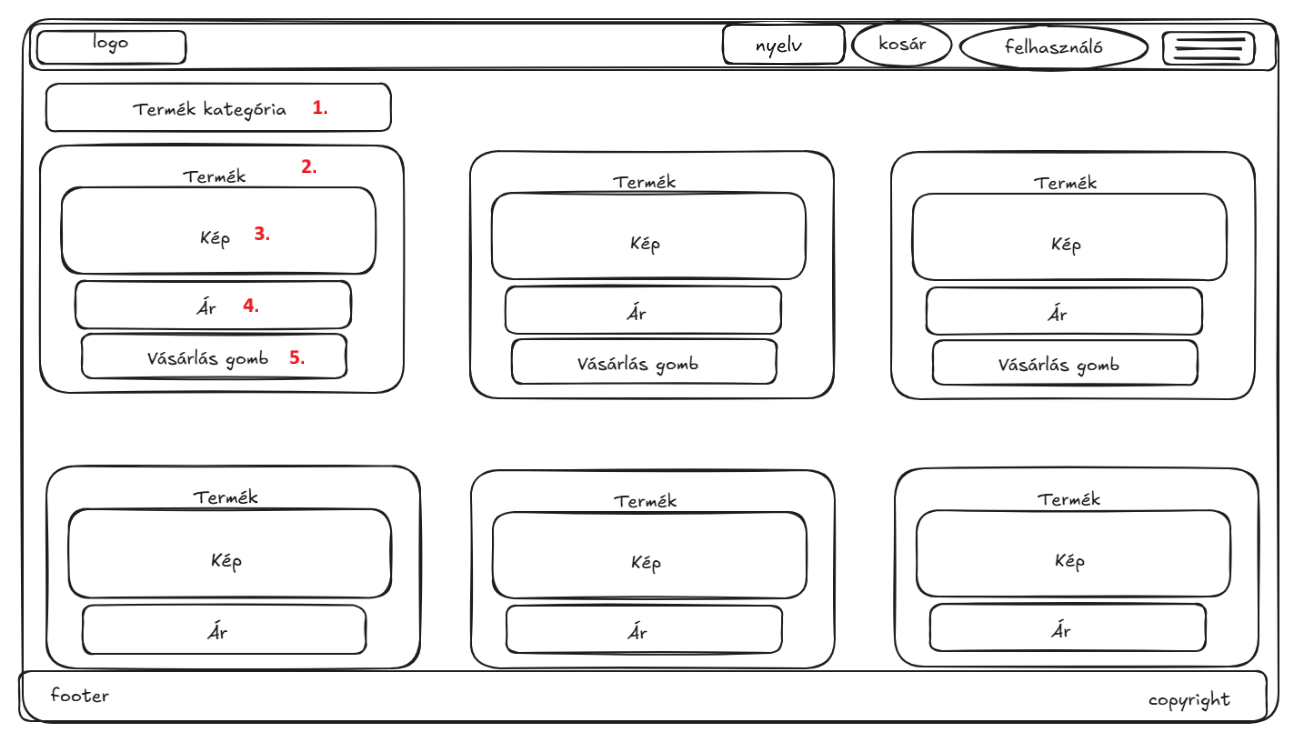 logo
nyelv
kosár
felhasználó
Termék kategória 1.
Termék 2.
Kép 3.
Ár 4.
Vásárlás gomb 5.
Termék
Kép
Ár
Vásárlás gomb
Termék
Kép
Ár
Vásárlás gomb
Termék
Kép
Ár
Termék
Kép
Ár
Termék
Kép
Ár
footer
copyright